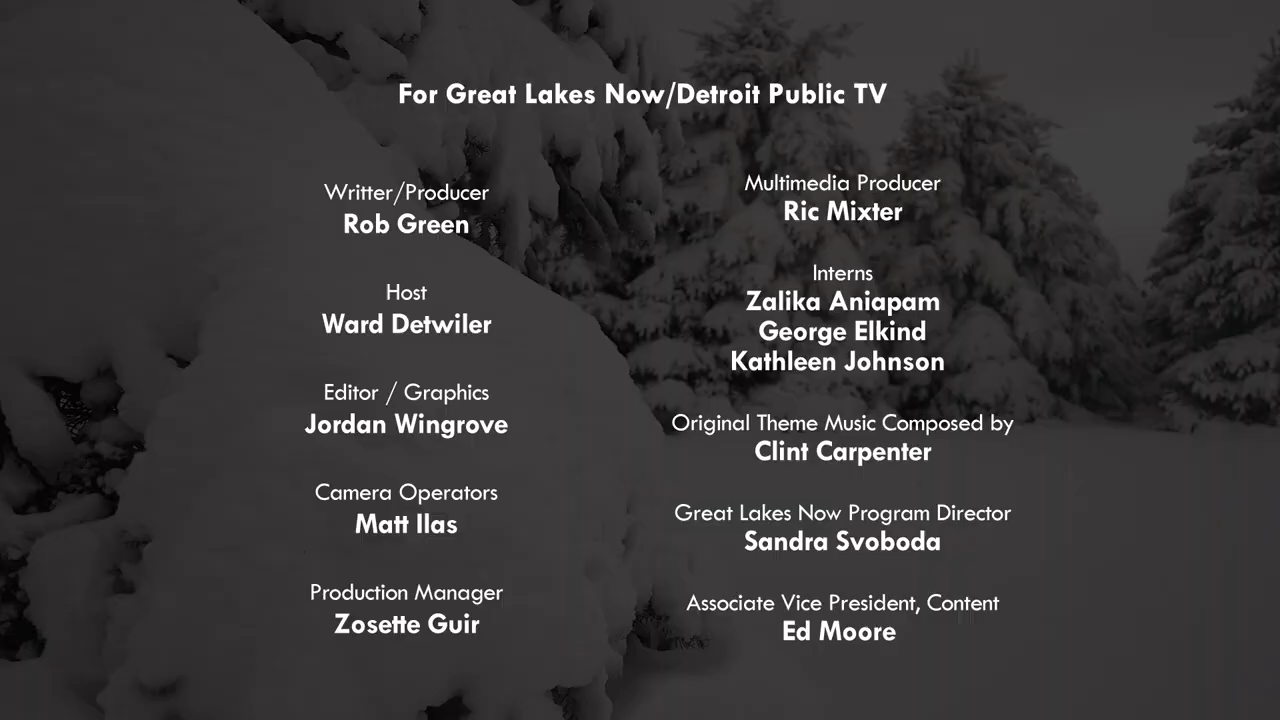 For Great Lakes Now/Detroit Public TV
Writter/Producer
Rob Green
Host
Ward Detwiler
Editor / Graphics
Jordan Wingrove
Camera Operators
Matt Ilas
Production Manager
Zosette Guir
Multimedia Producer
Ric Mixter
Interns
Zalika Aniapam
George Elkind
Kathleen Johnson
Original Theme Music Composed by
Clint Carpenter
Great Lakes Now Program Director
Sandra Svoboda
Associate Vice President, Content
Ed Moore